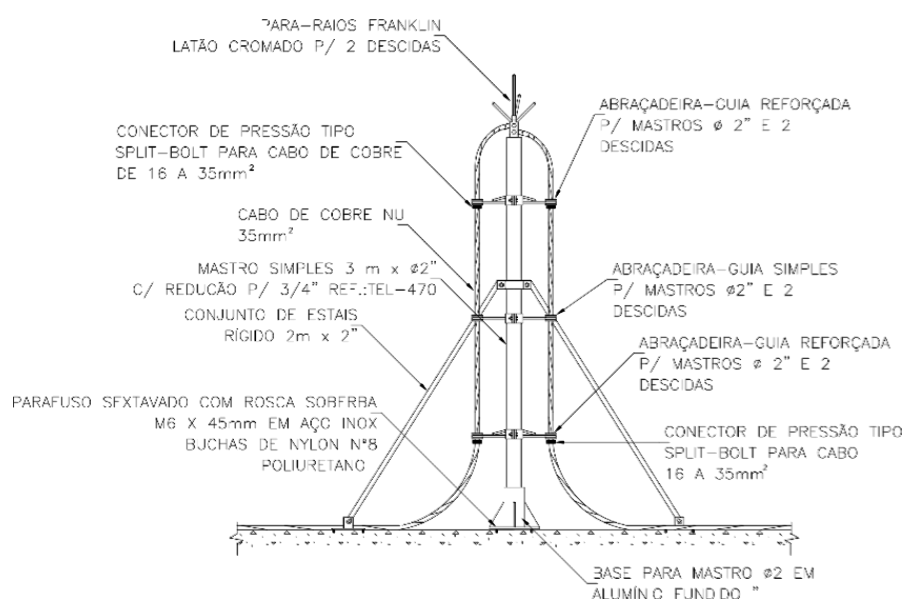 PARA-RAIOS FRANKLIN
LATÃO CROMADO P/ 2 DESCIDAS
ABRAÇADEIRA-GUIA REFORÇADA
P/ MASTROS ø 2" E 2
DESCIDAS
CONECTOR DE PRESSÃO TIPO
SPLIT-BOLT PARA CABO DE COBRE
DE 16 A 35mm²
CABO DE COBRE NU
35mm²
MASTRO SIMPLES 3 m x ø2"
C/ REDUCÃO P/ 3/4" REF.:TEL-470
CONJUNTO DE ESTAIS
RÍGIDO 2m x 2"
ABRAÇADEIRA-GUIA SIMPLES
P/ MASTROS ø2" E 2
DESCIDAS
ABRAÇADEIRA-GUIA REFORÇADA
P/ MASTROS ø 2" E 2
DESCIDAS
PARAFUSO SEXTAVADO COM ROSCA SOBERBA
M6 X 45mm EM AÇO INOX
BUCHAS DE NYLON N°8
POLIURETANO
CONECTOR DE PRESSÃO TIPO
SPLIT-BOLT PARA CABO
16 A 35mm²
BASE PARA MASTRO ø2 EM
ALUMÍNIO FUNDIDO "